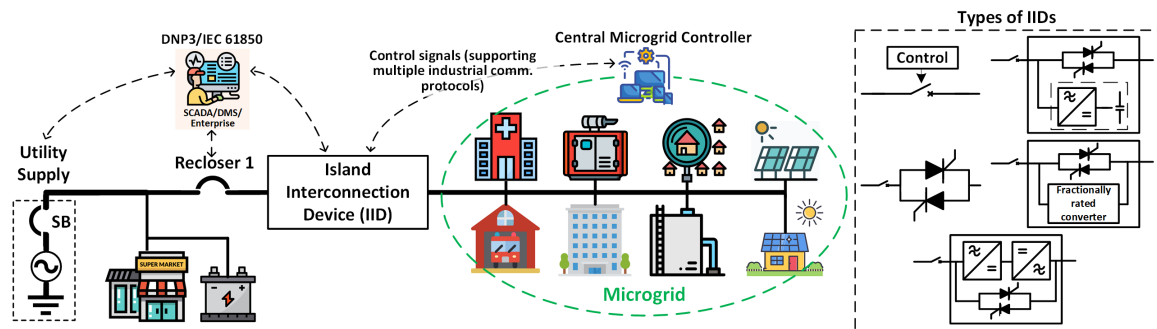 DNP3/IEC 61850
SCADA/DMS/
Enterprise
Control signals (supporting
multiple industrial comm.
protocols)
Central Microgrid Controller
Utility
Supply
SB
Recloser 1
Island
Interconnection
Device (IID)
SUPER MARKET
Microgrid
Types of IIDs
Control
Fractionally
rated
converter